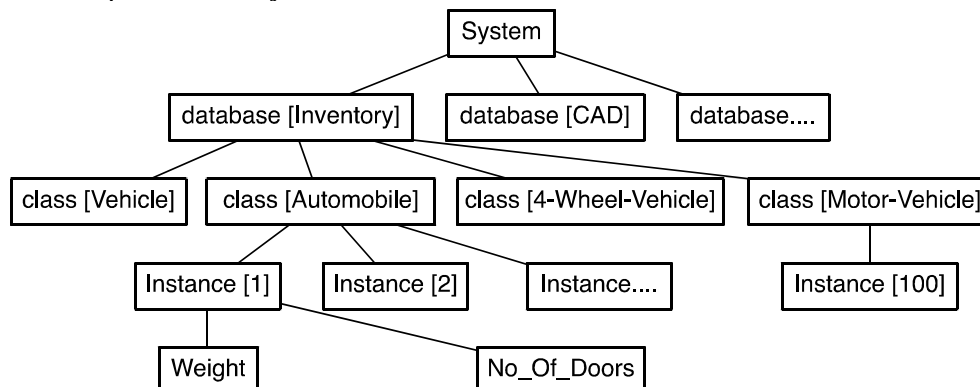 System
database [Inventory]
database [CAD]
database....
class [Vehicle]
class [Automobile]
class [4-Wheel-Vehicle]
class [Motor-Vehicle]
Instance [1]
Instance [2]
Instance....
Instance [100]
Weight
No_Of_Doors